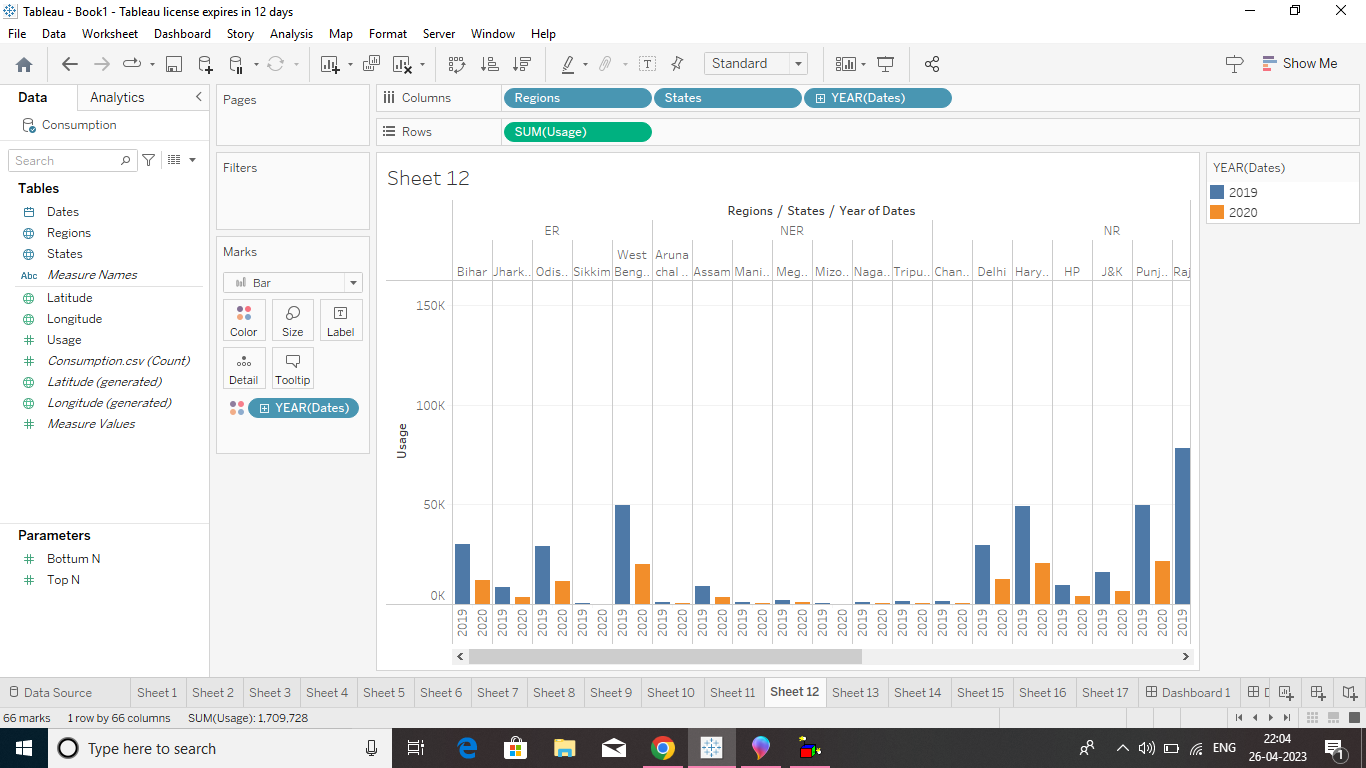 Tableau - Book1 - Tableau license expires in 12 days
File Data Worksheet Dashboard Story Analysis Map Format Server Window Help
Standard
Show Me
Data Analytics
Consumption
Search
Tables
Dates
Regions
States
Abc Measure Names
Latitude
Longitude
Usage
Consumption.csv (Count)
Latitude (generated)
Longitude (generated)
Measure Values
Parameters
Bottum N
Top N
Pages
Filters
Marks
Bar
Color Size Label
Detail Tooltip
YEAR(Dates)
Columns Regions States YEAR(Dates)
Rows SUM(Usage)
Sheet 12
Regions / States / Year of Dates
ER NER NR
Bihar Jhark.. Odis.. Sikkim West Beng.. Aruna chal .. Assam Mani.. Meg.. Mizo.. Naga.. Tripu.. Chan.. Delhi Hary.. HP J&K Punj.. Raj
150K
100K
50K
0K
Usage
2019 2020 2019 2020 2019 2020 2019 2020 2019 2020 2019 2020 2019 2020 2019 2020 2019 2020 2019 2020 2019 2020 2019 2020 2019 2020 2019 2020 2019 2020 2019 2020 2019 2020 2019 2020 2019
YEAR(Dates)
2019
2020
Data Source Sheet 1 Sheet 2 Sheet 3 Sheet 4 Sheet 5 Sheet 6 Sheet 7 Sheet 8 Sheet 9 Sheet 10 Sheet 11 Sheet 12 Sheet 13 Sheet 14 Sheet 15 Sheet 16 Sheet 17 Dashboard 1
66 marks 1 row by 66 columns SUM(Usage): 1,709,728
Type here to search
ENG
22:04
26-04-2023
1